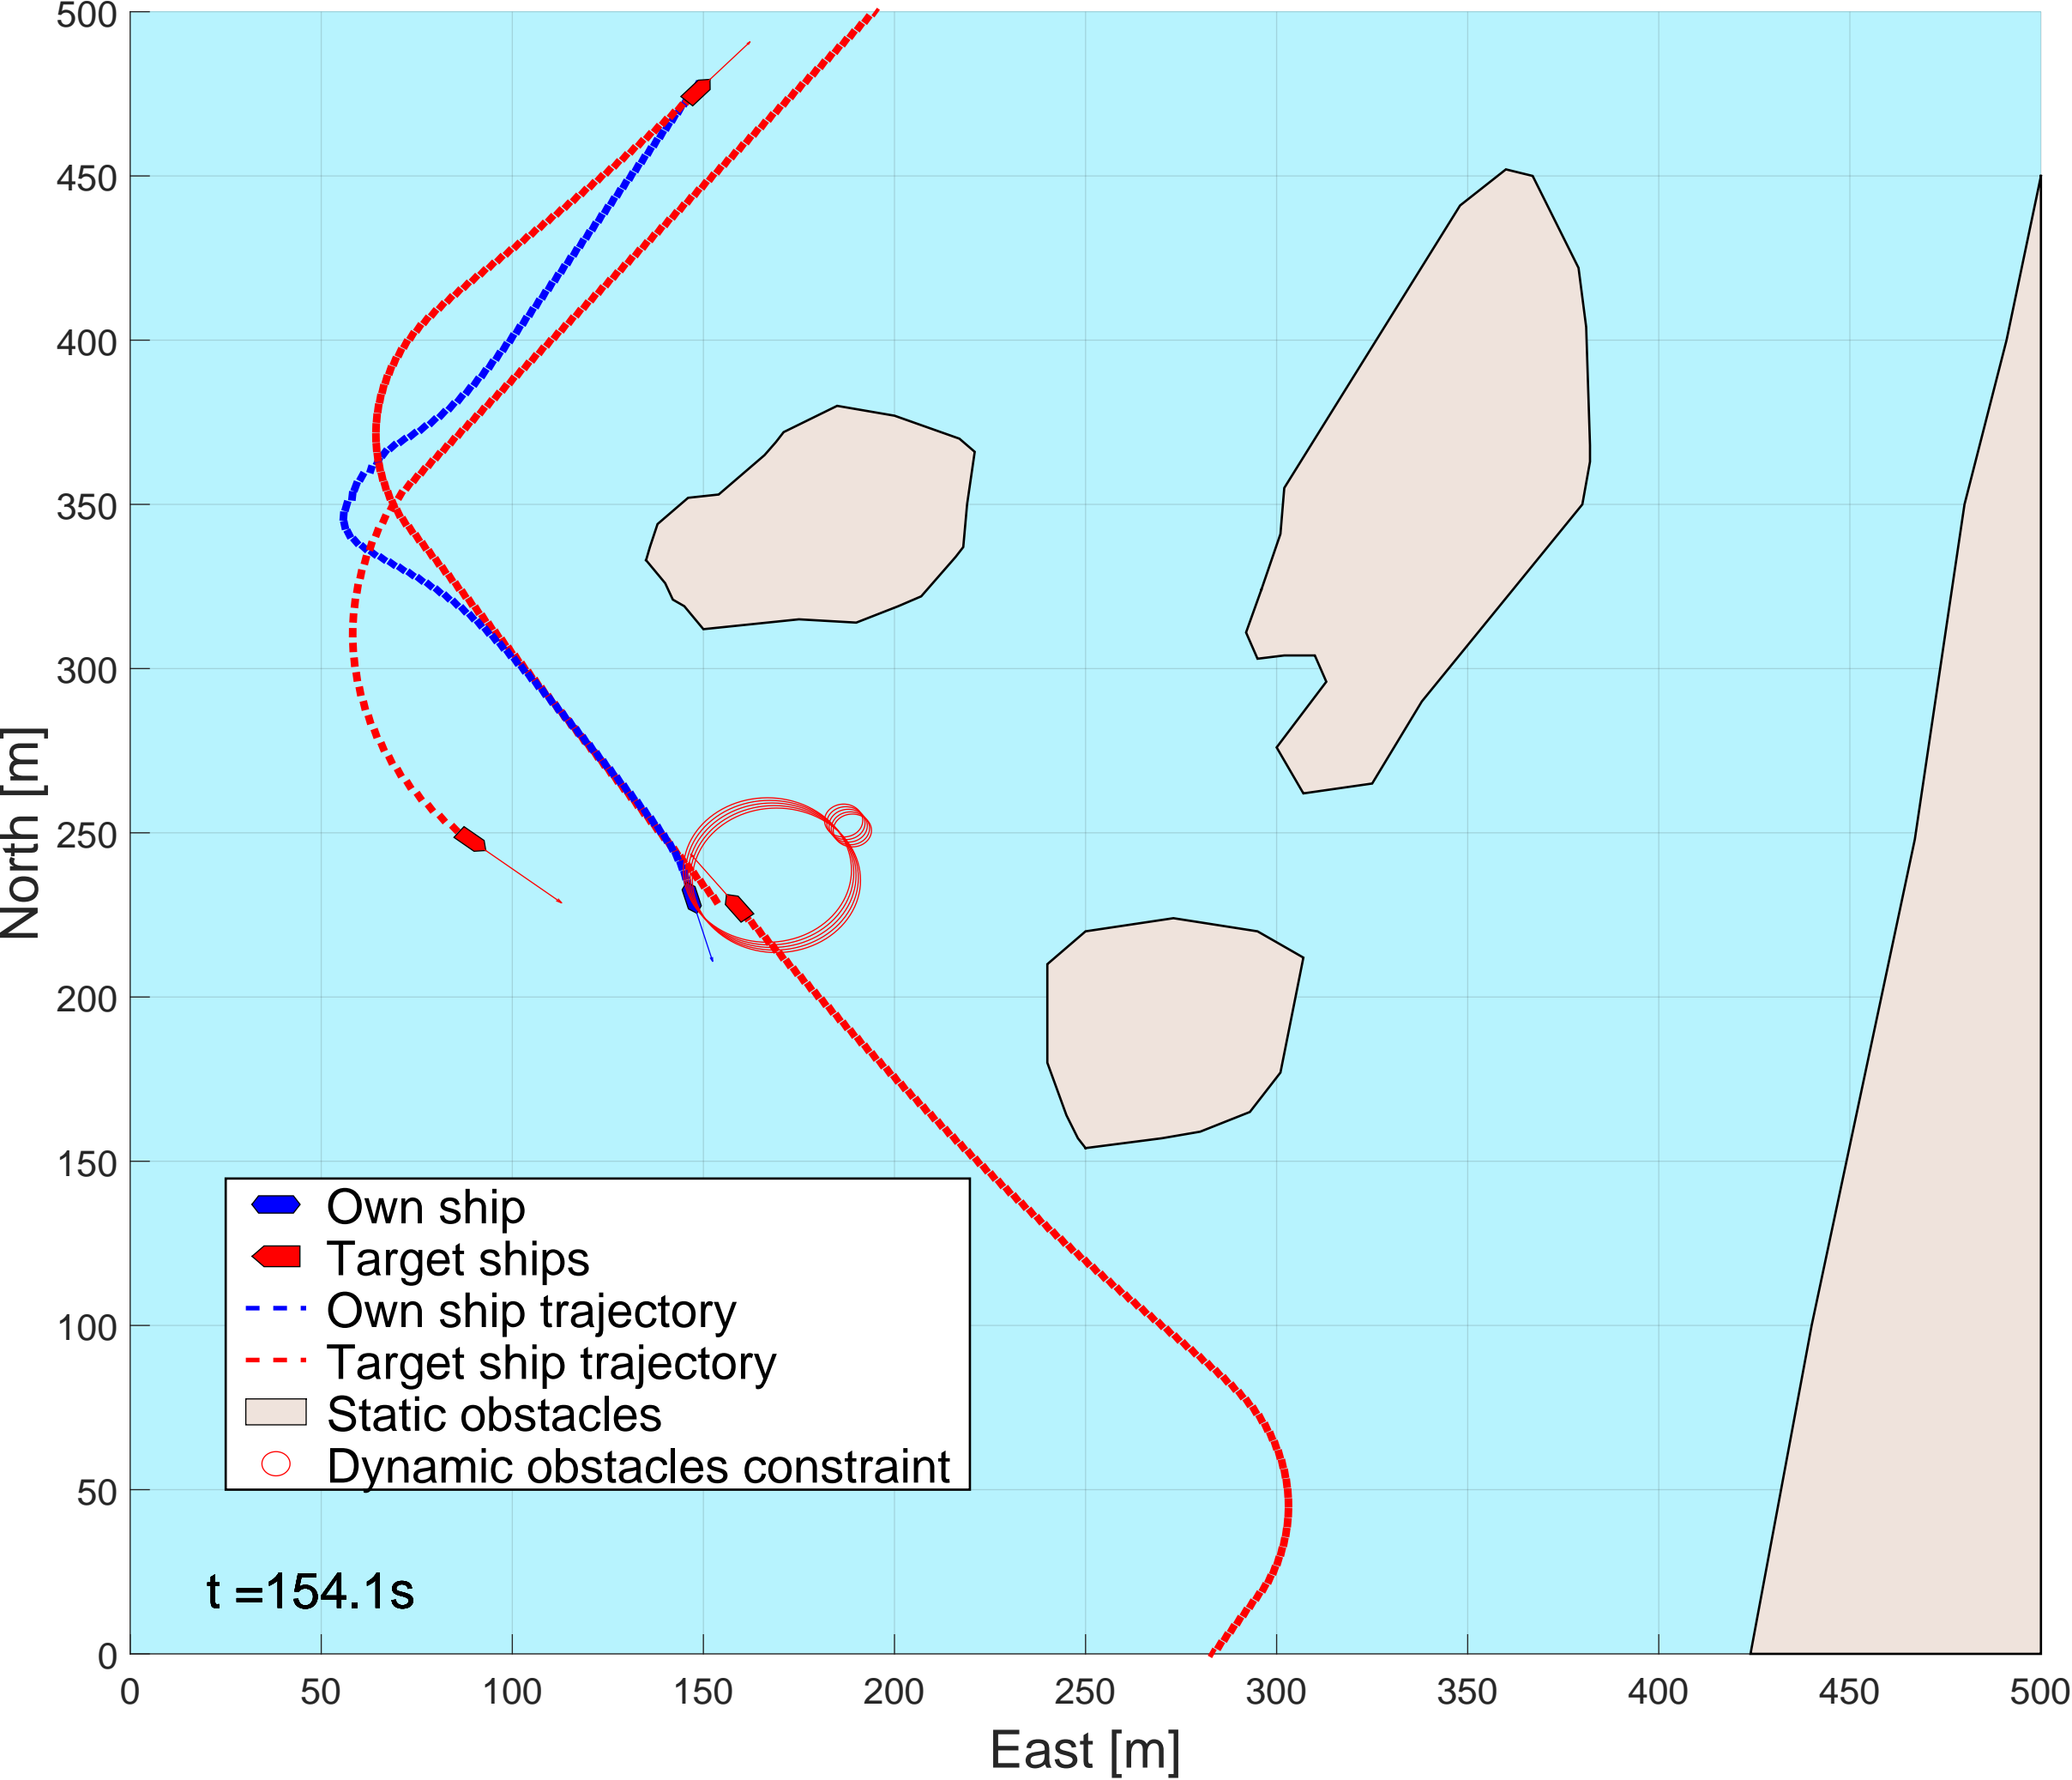 500
450
400
350
300
250
200
150
100
50
0
North [m]
Own ship
Target ships
Own ship trajectory
Target ship trajectory
Static obstacles
Dynamic obstacles constraint
t =154.1s
0 50 100 150 200 250 300 350 400 450 500
East [m]